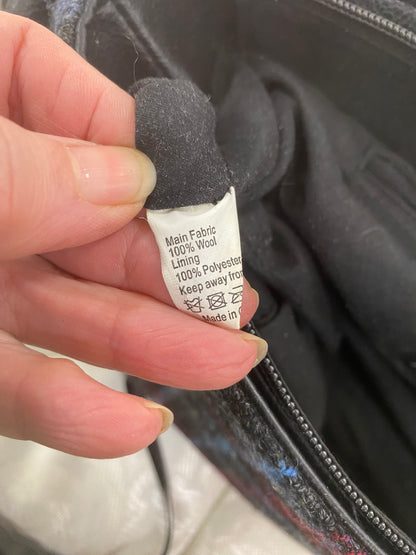 Main Fabric
100% Wool
Lining
100% Polyester
Keep away from
Made in